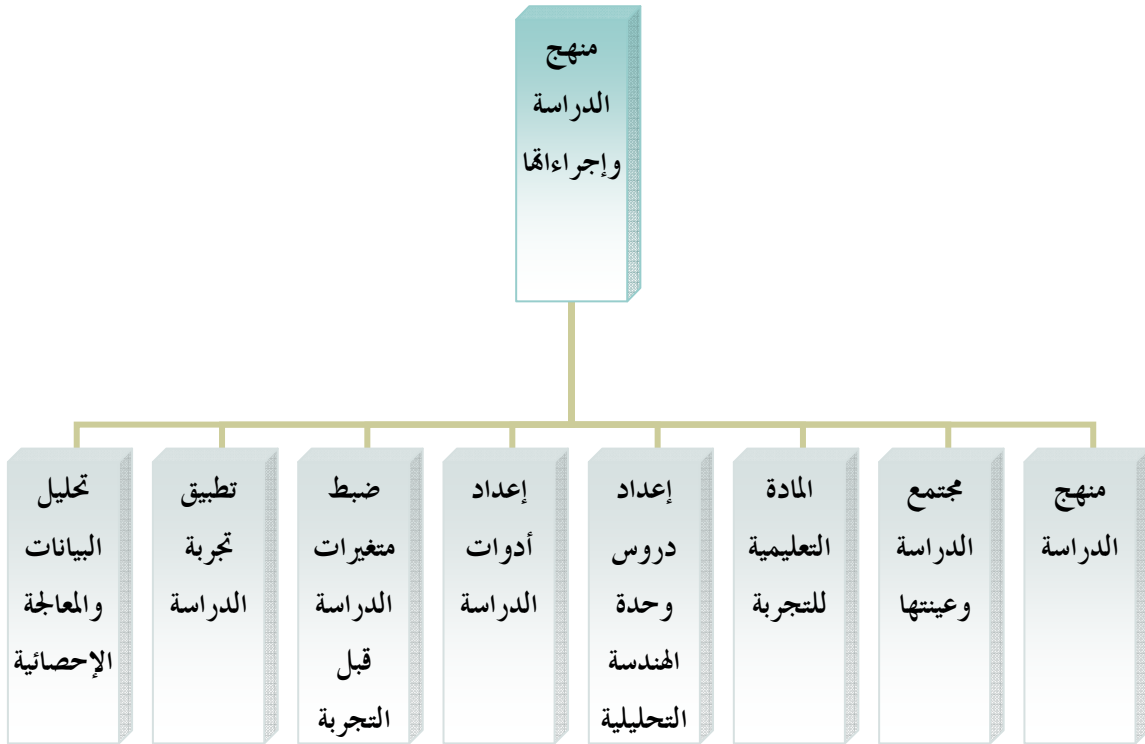 منهج
الدراسة
وإجراءاتها
منهج
الدراسة
مجتمع
الدراسة
وعينتها
المادة
التعليمية
للتجربة
إعداد
دروس
وحدة
الهندسة
التحليلية
إعداد
أدوات
الدراسة
ضبط
متغيرات
الدراسة
قبل
التجربة
تطبيق
تجربة
الدراسة
تحليل
البيانات
والمعالجة
الإحصائية